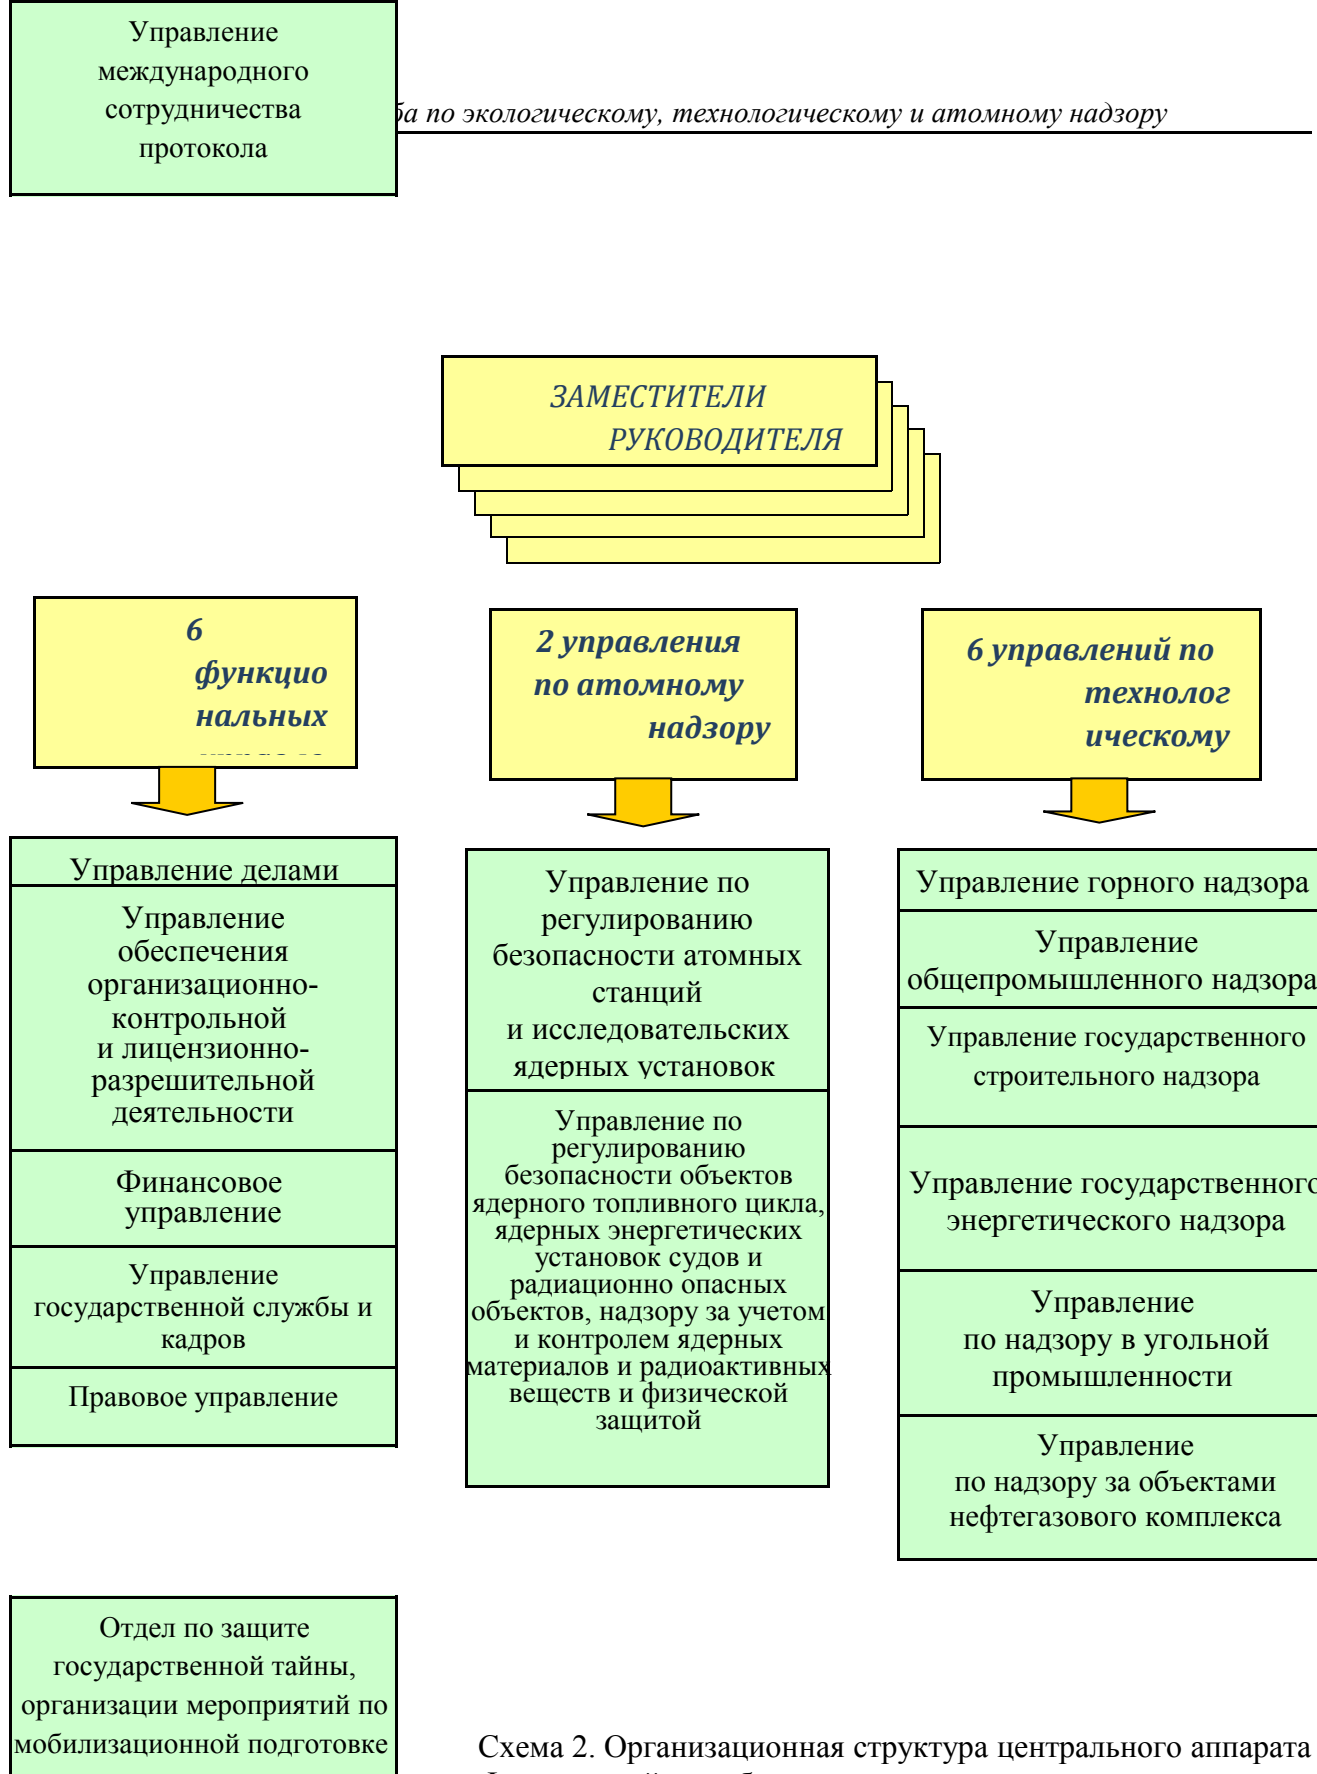 Управление
международного
сотрудничества
протокола
по экологическому, технологическому и атомному надзору
ЗАМЕСТИТЕЛИ
РУКОВОДИТЕЛЯ
6
функцио
нальных
2 управления
по атомному
надзору
6 управлений по
технолог
ическому
Управление делами
Управление
обеспечения
организационно-
контрольной
и лицензионно-
разрешительной
деятельности
Финансовое
управление
Управление
государственной службы и
кадров
Правовое управление
Управление по
регулированию
безопасности атомных
станций
и исследовательских
ядерных установок
Управление по
регулированию
безопасности объектов
ядерного топливного цикла,
ядерных энергетических
установок судов и
радиационно опасных
объектов, надзору за учетом
и контролем ядерных
материалов и радиоактивных
веществ и физической
защитой
Управление горного надзора
Управление
общепромышленного надзора
Управление государственного
строительного надзора
Управление государственного
энергетического надзора
Управление
по надзору в угольной
промышленности
Управление
по надзору за объектами
нефтегазового комплекса
Отдел по защите
государственной тайны,
организации мероприятий по
мобилизационной подготовке
Схема 2. Организационная структура центрального аппарата